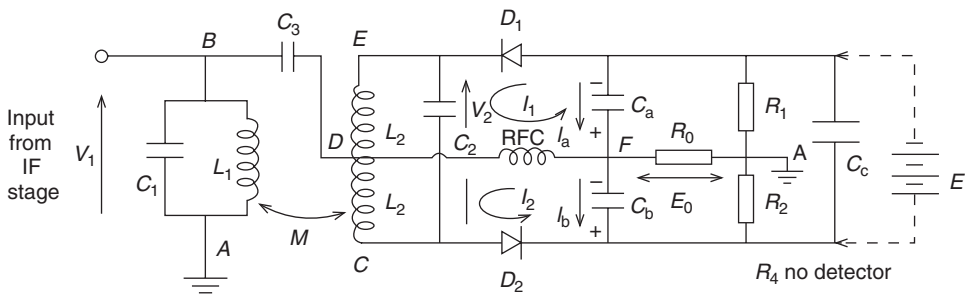 B
C3
D1
E
Input
from
IF
stage
V1
C1
L1
A
M
D
L2
L2
C
C2
V2
I1
I2
RFC
D2
Ia
Ib
−
+
−
+
Ca
Cb
F
R0
E0
R1
R2
A
Cc
E
R4 no detector